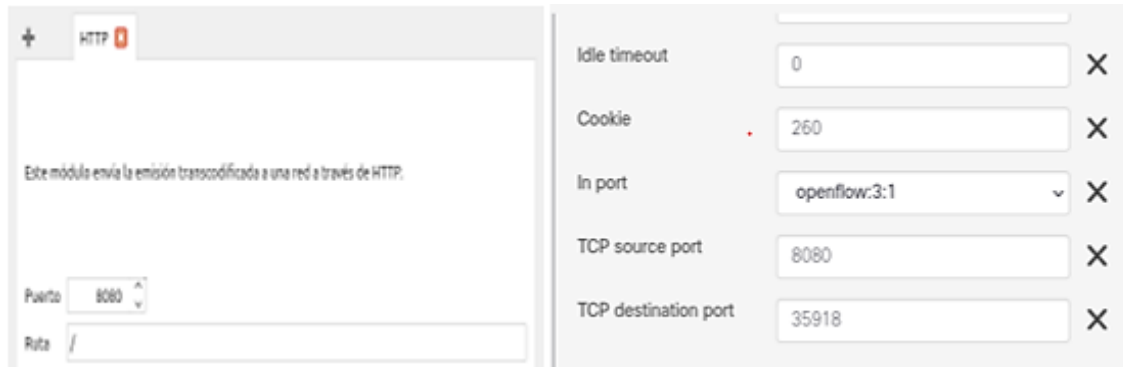 HTTP
Este módulo envía la emisión transcodificada a una red a través de HTTP.
Puerto 8080
Ruta /
Idle timeout 0
Cookie 260
In port openflow:3:1
TCP source port 8080
TCP destination port 35918